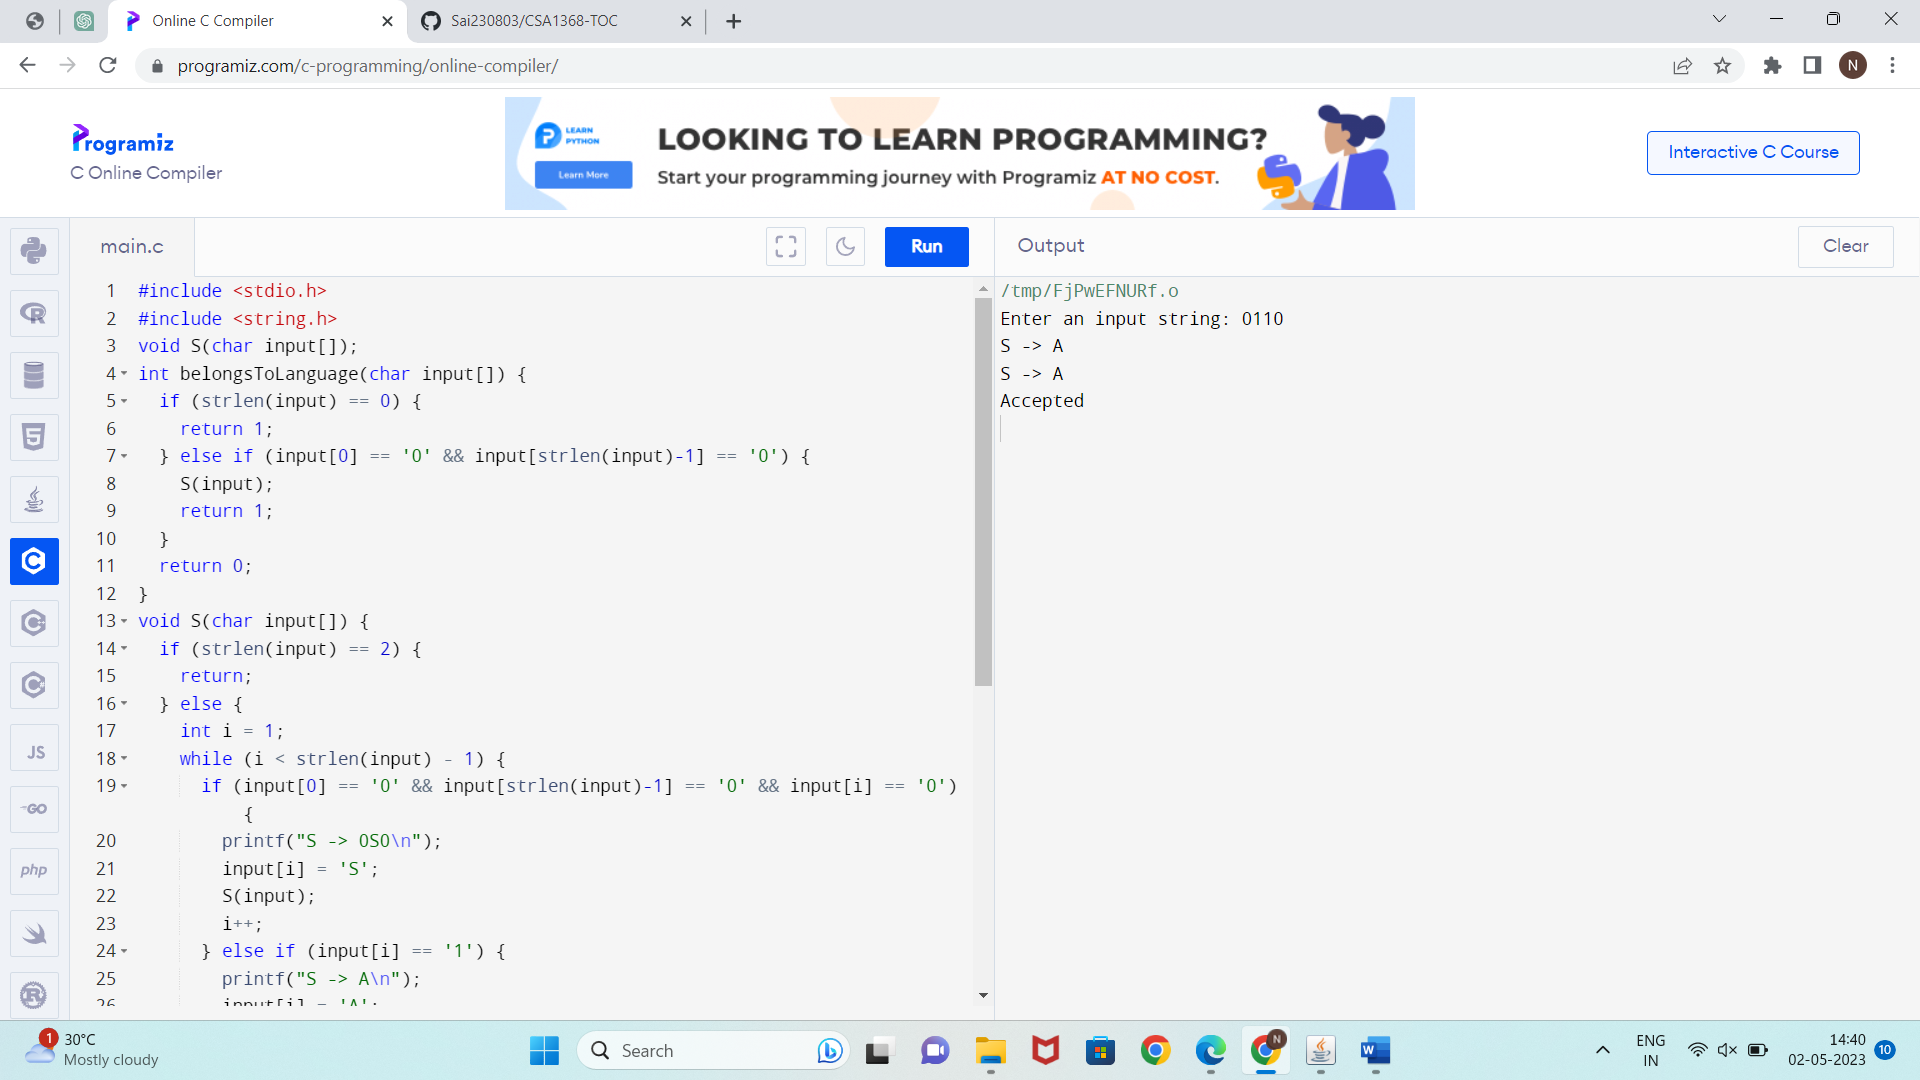 Online C Compiler
Sai230803/CSA1368-TOC
programiz.com/c-programming/online-compiler/
N
Programiz
C Online Compiler
LEARN
PYTHON
Learn More
LOOKING TO LEARN PROGRAMMING?
Start your programming journey with Programiz AT NO COST.
Interactive C Course
main.c
Run
Output
Clear
1 #include <stdio.h>
2 #include <string.h>
3 void S(char input[]);
4 int belongsToLanguage(char input[]) {
5 if (strlen(input) == 0) {
6 return 1;
7 } else if (input[0] == '0' && input[strlen(input)-1] == '0') {
8 S(input);
9 return 1;
10 }
11 return 0;
12 }
13 void S(char input[]) {
14 if (strlen(input) == 2) {
15 return;
16 } else {
17 int i = 1;
18 while (i < strlen(input) - 1) {
19 if (input[0] == '0' && input[strlen(input)-1] == '0' && input[i] == '0')
{
20 printf("S -> 0S0\n");
21 input[i] = 'S';
22 S(input);
23 i++;
24 } else if (input[i] == '1') {
25 printf("S -> A\n");
26 input[i] = 'A';
/tmp/FjPwEFNURf.o
Enter an input string: 0110
S -> A
S -> A
Accepted
JS
GO
php
1
30°C
Mostly cloudy
Search
N
W
ENG
IN
14:40
02-05-2023
10